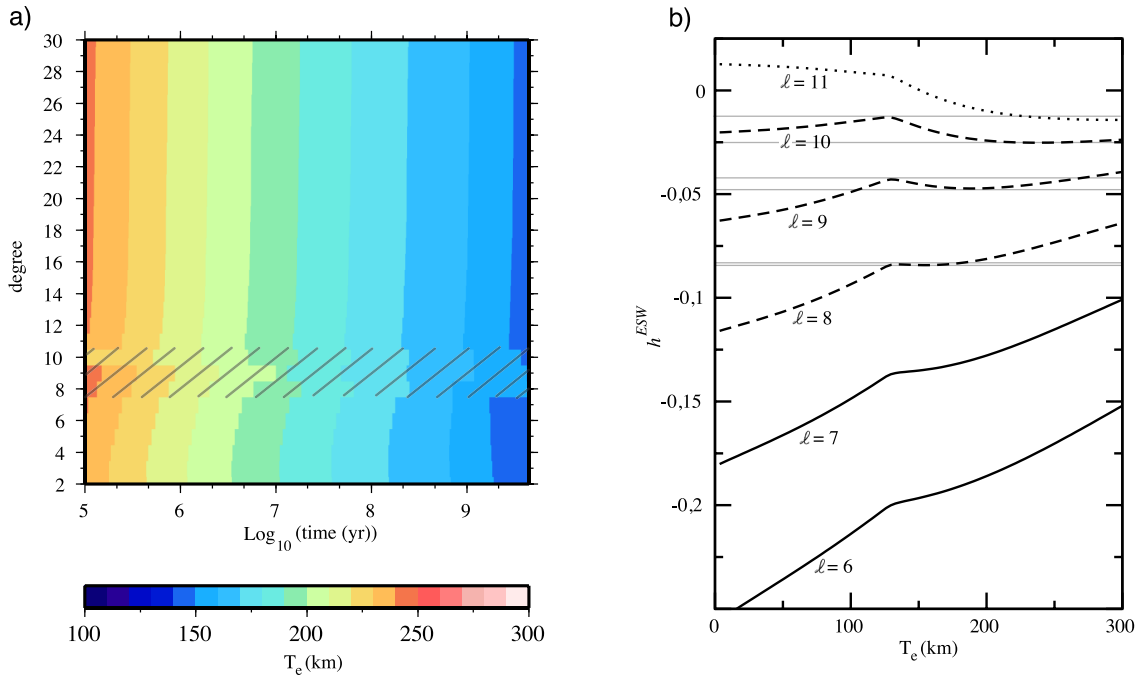 a)
30
28
26
24
22
20
18
16
14
12
10
8
6
4
2
degree
5 6 7 8 9
Log10 (time (yr))
100 150 200 250 300
Te (km)
b)
0
-0,05
-0,1
-0,15
-0,2
hESW
ℓ = 11
ℓ = 10
ℓ = 9
ℓ = 8
ℓ = 7
ℓ = 6
0 100 200 300
Te (km)